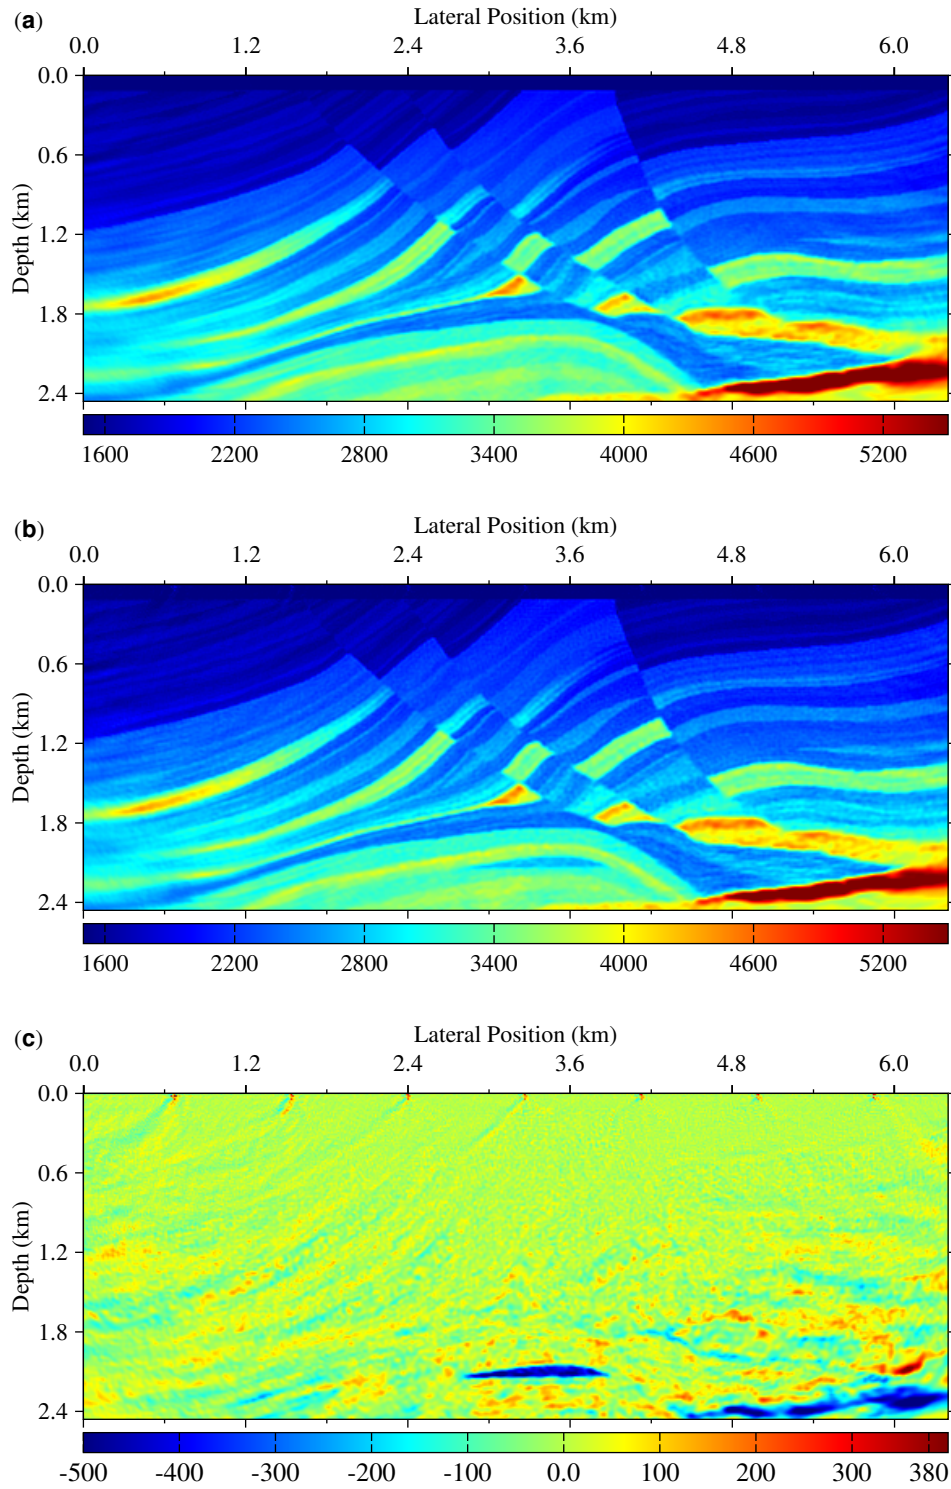 (a)
Lateral Position (km)
0.0 1.2 2.4 3.6 4.8 6.0
Depth (km)
0.0
0.6
1.2
1.8
2.4
1600 2200 2800 3400 4000 4600 5200
(b)
Lateral Position (km)
0.0 1.2 2.4 3.6 4.8 6.0
Depth (km)
0.0
0.6
1.2
1.8
2.4
1600 2200 2800 3400 4000 4600 5200
(c)
Lateral Position (km)
0.0 1.2 2.4 3.6 4.8 6.0
Depth (km)
0.0
0.6
1.2
1.8
2.4
-500 -400 -300 -200 -100 0.0 100 200 300 380